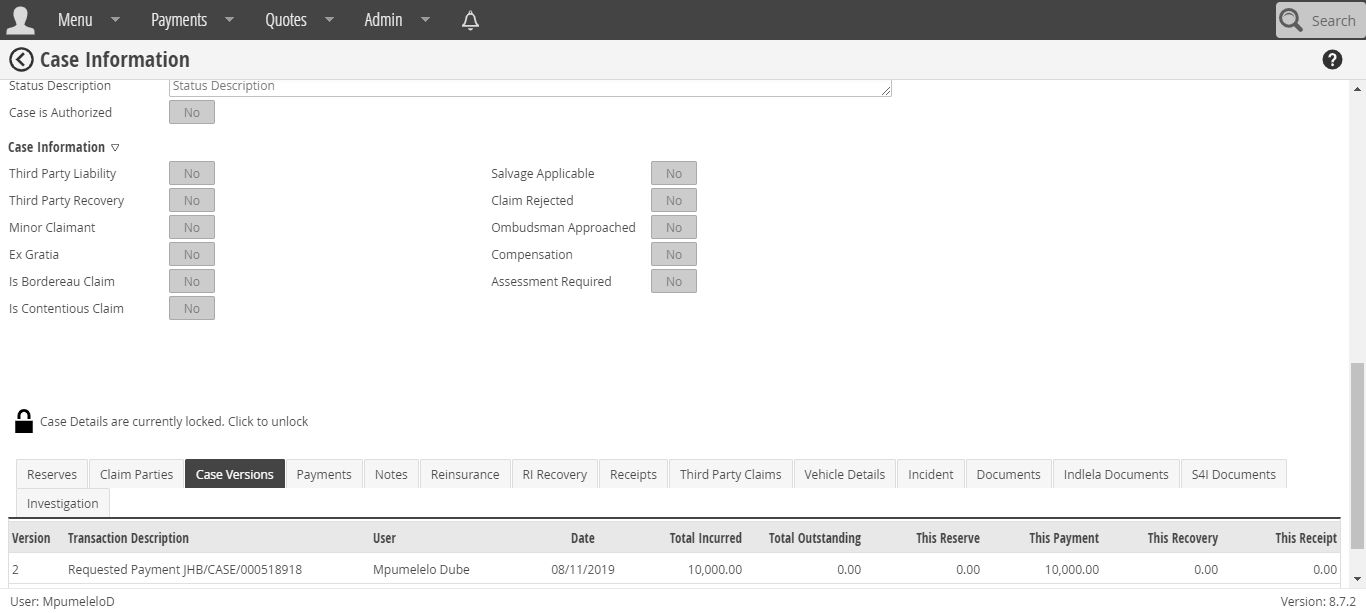 Menu Payments Quotes Admin Search
Case Information
Status Description Status Description
Case is Authorized No
Case Information
Third Party Liability No Salvage Applicable No
Third Party Recovery No Claim Rejected No
Minor Claimant No Ombudsman Approached No
Ex Gratia No Compensation No
Is Bordereau Claim No Assessment Required No
Is Contentious Claim No
Case Details are currently locked. Click to unlock
Reserves Claim Parties Case Versions Payments Notes Reinsurance RI Recovery Receipts Third Party Claims Vehicle Details Incident Documents Indlela Documents S4I Documents
Investigation
Version Transaction Description User Date Total Incurred Total Outstanding This Reserve This Payment This Recovery This Receipt
2 Requested Payment JHB/CASE/000518918 Mpumelelo Dube 08/11/2019 10,000.00 0.00 0.00 10,000.00 0.00 0.00
User: MpumeleloD Version: 8.7.2